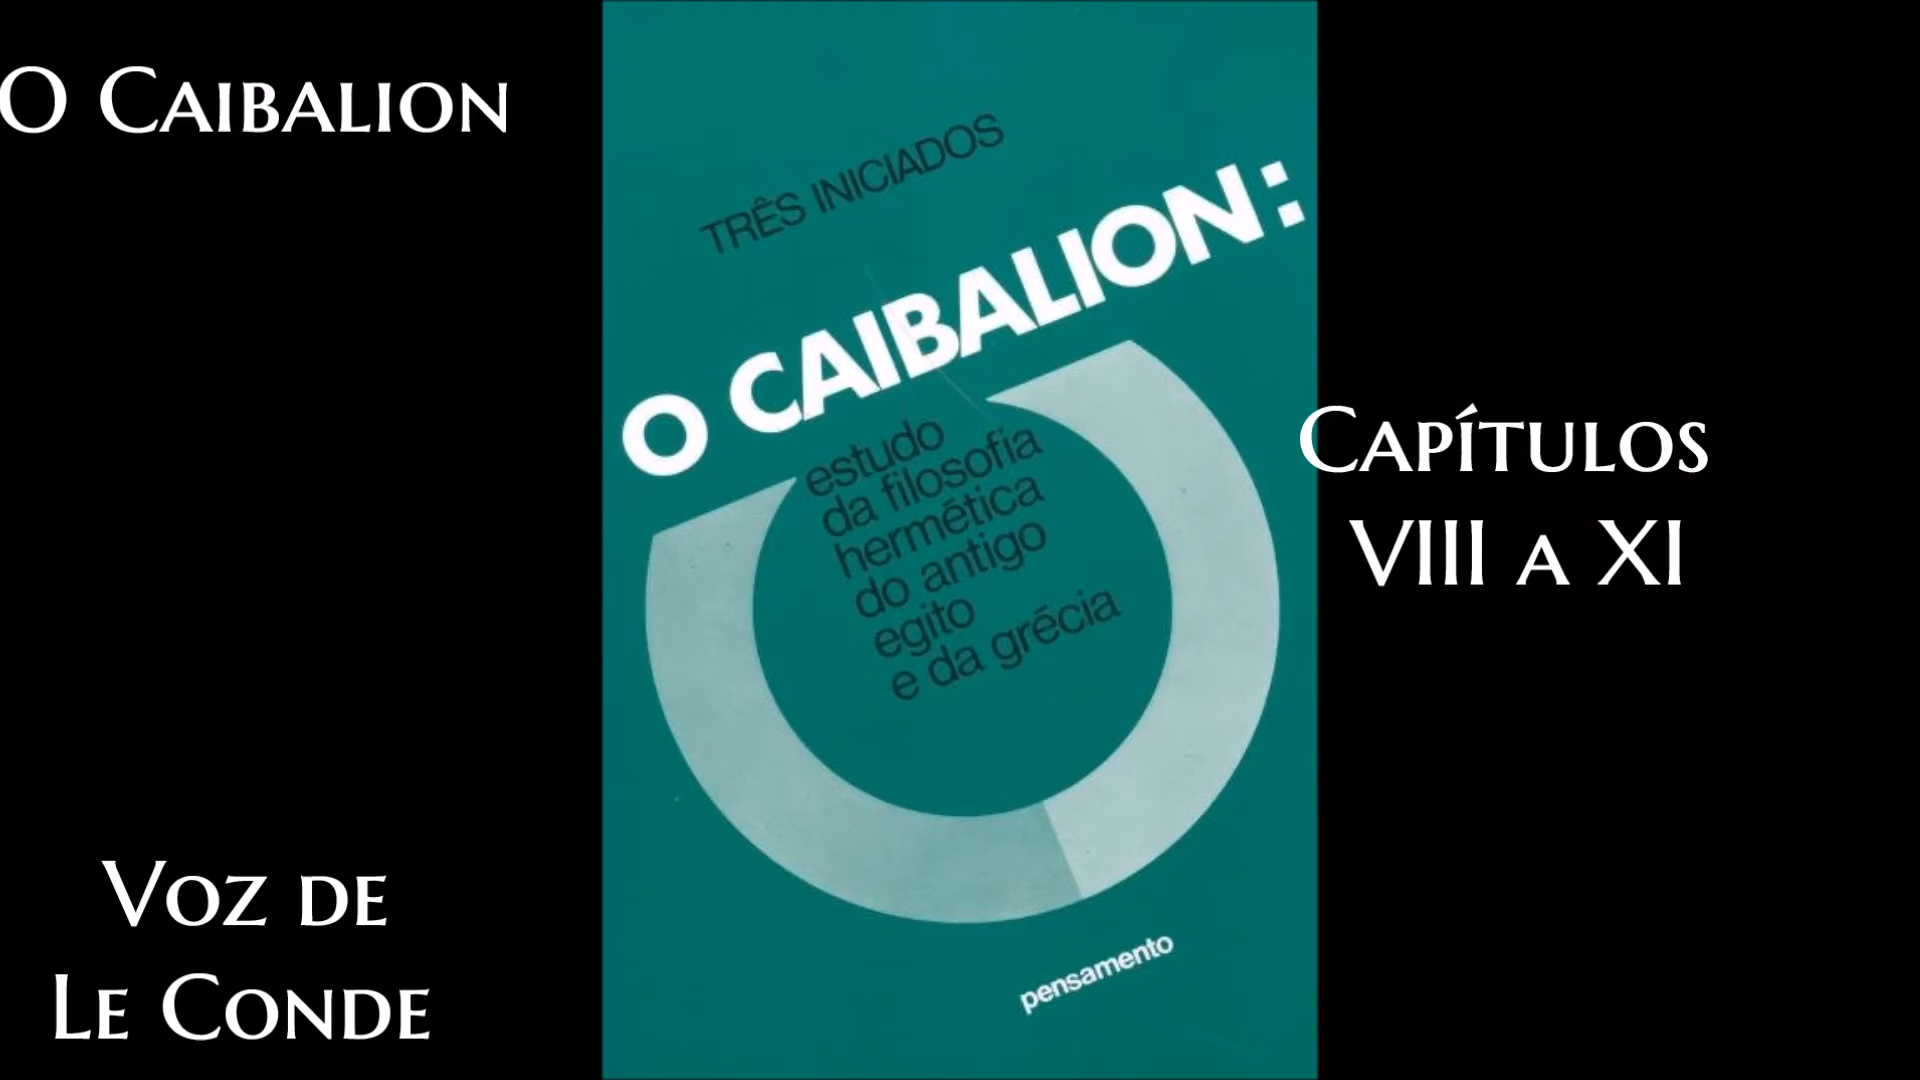 O Caibalion
TRÊS INICIADOS
O CAIBALION:
estudo
da filosofia
hermética
do antigo
egito
e da grécia
pensamento
Capítulos
VIII a XI
Voz de
Le Conde